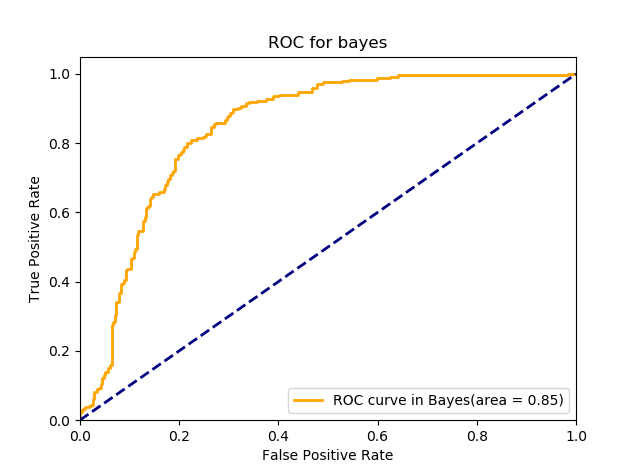 ROC for bayes
1.0
0.8
0.6
0.4
0.2
0.0
True Positive Rate
ROC curve in Bayes(area = 0.85)
0.0 0.2 0.4 0.6 0.8 1.0
False Positive Rate